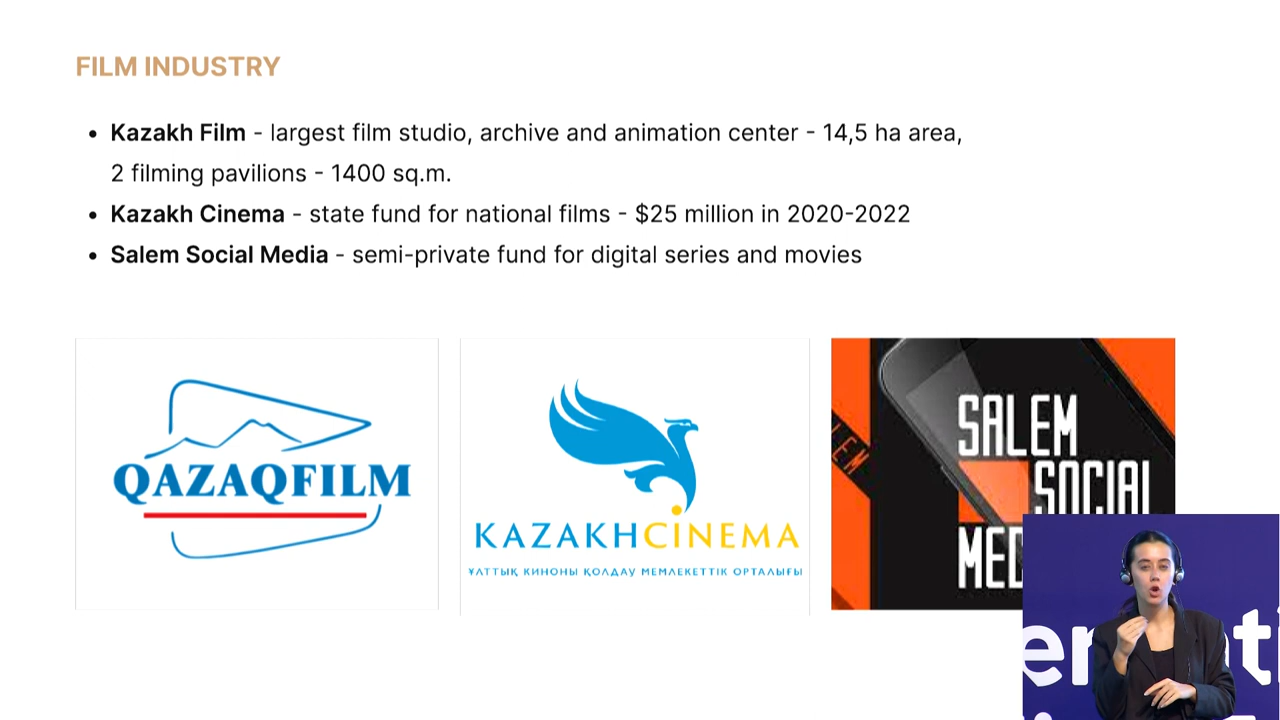 FILM INDUSTRY
• Kazakh Film - largest film studio, archive and animation center - 14,5 ha area,
2 filming pavilions - 1400 sq.m.
• Kazakh Cinema - state fund for national films - $25 million in 2020-2022
• Salem Social Media - semi-private fund for digital series and movies
QAZAQFILM
KAZAKHCINEMA
ҰЛТТЫҚ КИНОНЫ ҚОЛДАУ МЕМЛЕКЕТТІК ОРТАЛЫҒЫ
SALEM
SOCIAL